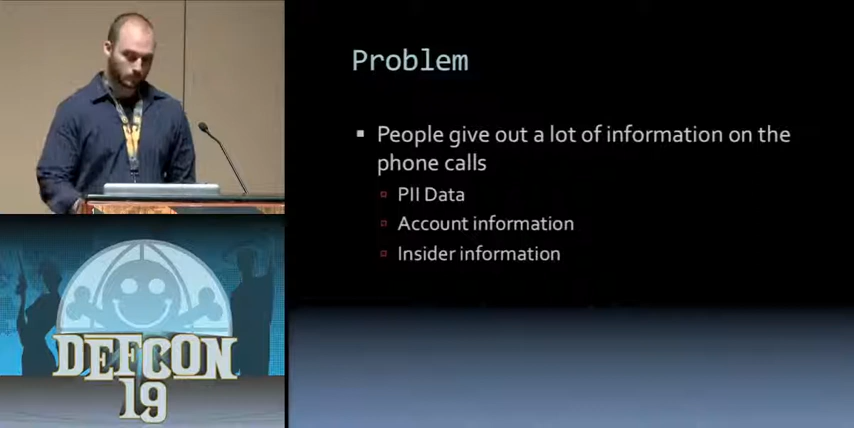 Problem
People give out a lot of information on the
phone calls
PII Data
Account information
Insider information
DEFCON
19